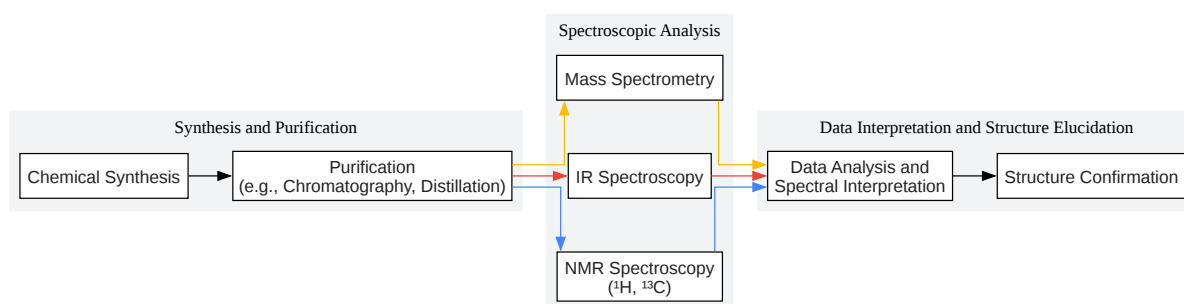 Spectroscopic Analysis
Mass Spectrometry
Synthesis and Purification
Data Interpretation and Structure Elucidation
Chemical Synthesis
Purification
(e.g., Chromatography, Distillation)
IR Spectroscopy
Data Analysis and
Spectral Interpretation
Structure Confirmation
NMR Spectroscopy
(¹H, ¹³C)